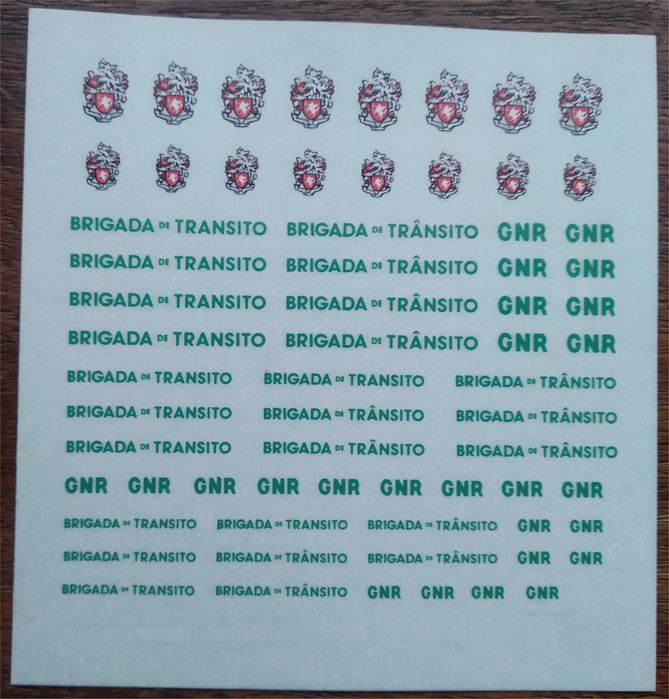 BRIGADA DE TRANSITO BRIGADA DE TRÂNSITO GNR GNR
BRIGADA DE TRANSITO BRIGADA DE TRÂNSITO GNR GNR
BRIGADA DE TRANSITO BRIGADA DE TRÂNSITO GNR GNR
BRIGADA DE TRANSITO BRIGADA DE TRÂNSITO GNR GNR
BRIGADA DE TRANSITO BRIGADA DE TRANSITO BRIGADA DE TRÂNSITO
BRIGADA DE TRANSITO BRIGADA DE TRÂNSITO BRIGADA DE TRÂNSITO
BRIGADA DE TRANSITO BRIGADA DE TRÂNSITO BRIGADA DE TRÂNSITO
GNR GNR GNR GNR GNR GNR GNR GNR GNR
BRIGADA DE TRANSITO BRIGADA DE TRANSITO BRIGADA DE TRÂNSITO GNR GNR
BRIGADA DE TRANSITO BRIGADA DE TRÂNSITO BRIGADA DE TRÂNSITO GNR GNR
BRIGADA DE TRANSITO BRIGADA DE TRÂNSITO GNR GNR GNR GNR